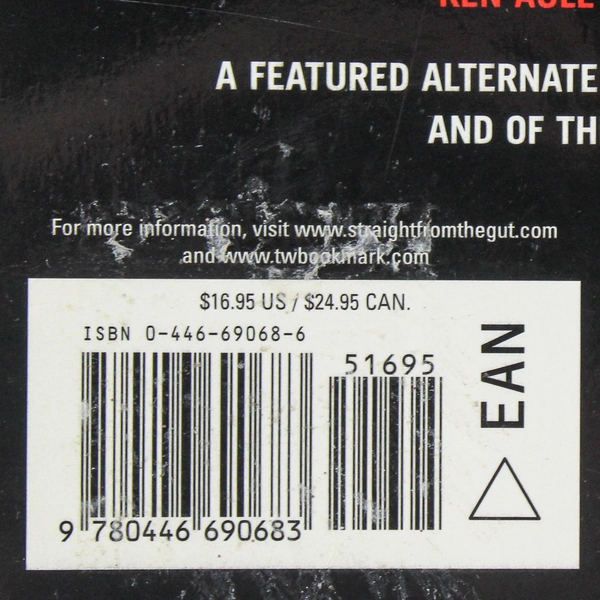 A FEATURED ALTERNATE
AND OF TH
For more information, visit www.straightfromthegut.com
and www.twbookmark.com
$16.95 US / $24.95 CAN.
ISBN 0-446-69068-6
51695
EAN
9 780446 690683